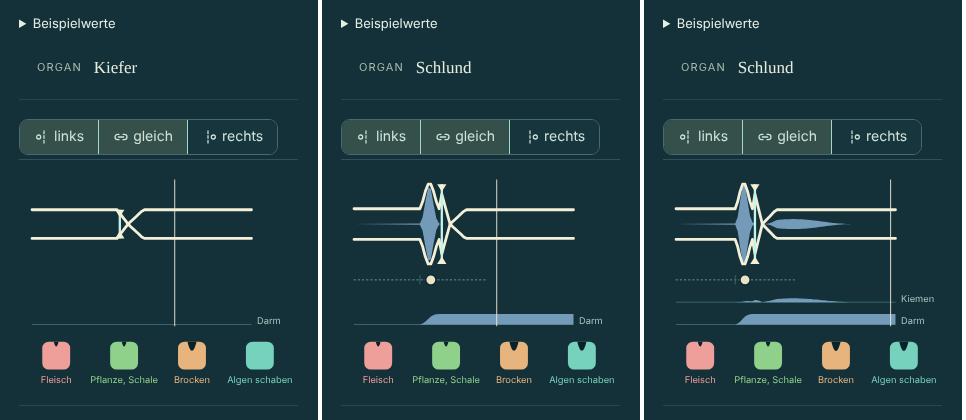 Beispielwerte
ORGAN Kiefer
links gleich rechts
Darm
Fleisch Pflanze, Schale Brocken Algen schaben
Beispielwerte
ORGAN Schlund
links gleich rechts
Darm
Fleisch Pflanze, Schale Brocken Algen schaben
Beispielwerte
ORGAN Schlund
links gleich rechts
Kiemen
Darm
Fleisch Pflanze, Schale Brocken Algen schaben